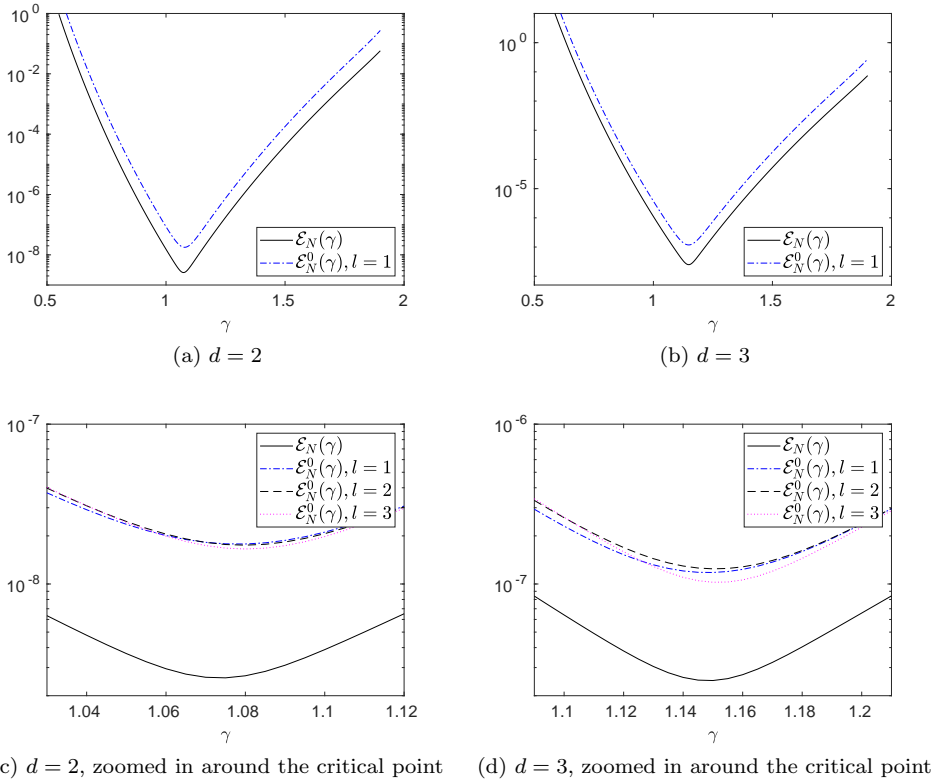 10^0
10^-2
10^-4
10^-6
10^-8
0.5 1 1.5 2
γ
ℰ_N(γ)
ℰ_N^0(γ), l = 1
(a) d = 2
10^0
10^-5
0.5 1 1.5 2
γ
ℰ_N(γ)
ℰ_N^0(γ), l = 1
(b) d = 3
10^-7
10^-8
1.04 1.06 1.08 1.1 1.12
γ
ℰ_N(γ)
ℰ_N^0(γ), l = 1
ℰ_N^0(γ), l = 2
ℰ_N^0(γ), l = 3
c) d = 2, zoomed in around the critical point
10^-6
10^-7
1.1 1.12 1.14 1.16 1.18 1.2
γ
ℰ_N(γ)
ℰ_N^0(γ), l = 1
ℰ_N^0(γ), l = 2
ℰ_N^0(γ), l = 3
(d) d = 3, zoomed in around the critical point